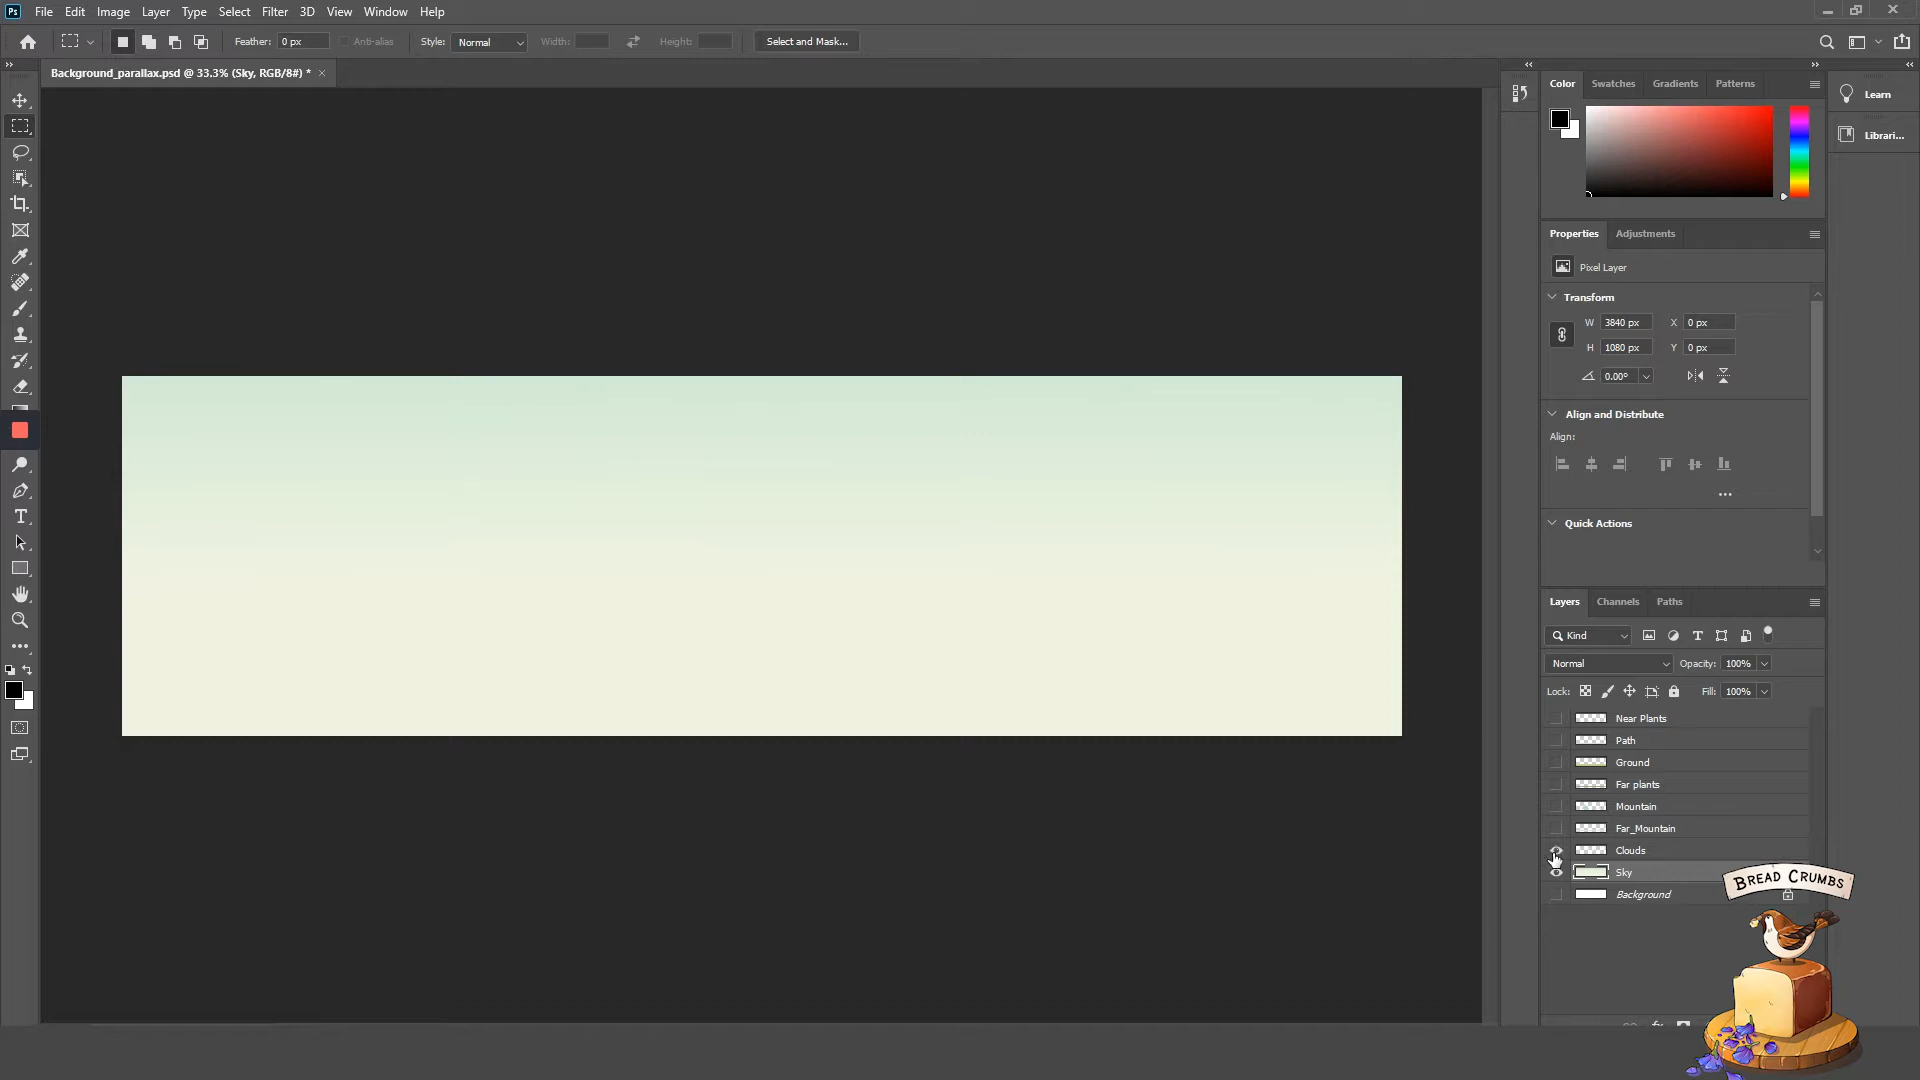 Ps File Edit Image Layer Type Select Filter 3D View Window Help
Feather: 0 px Anti-alias Style: Normal Width: Height: Select and Mask...
Background_parallax.psd @ 33.3% (Sky, RGB/8#) * ×
Color Swatches Gradients Patterns
Learn
Librari...
Properties Adjustments
Pixel Layer
Transform
W 3840 px X 0 px
H 1080 px Y 0 px
0.00°
Align and Distribute
Align:
Quick Actions
Layers Channels Paths
Kind
Normal Opacity: 100%
Lock: Fill: 100%
Near Plants
Path
Ground
Far plants
Mountain
Far_Mountain
Clouds
Sky
Background
BREAD CRUMBS